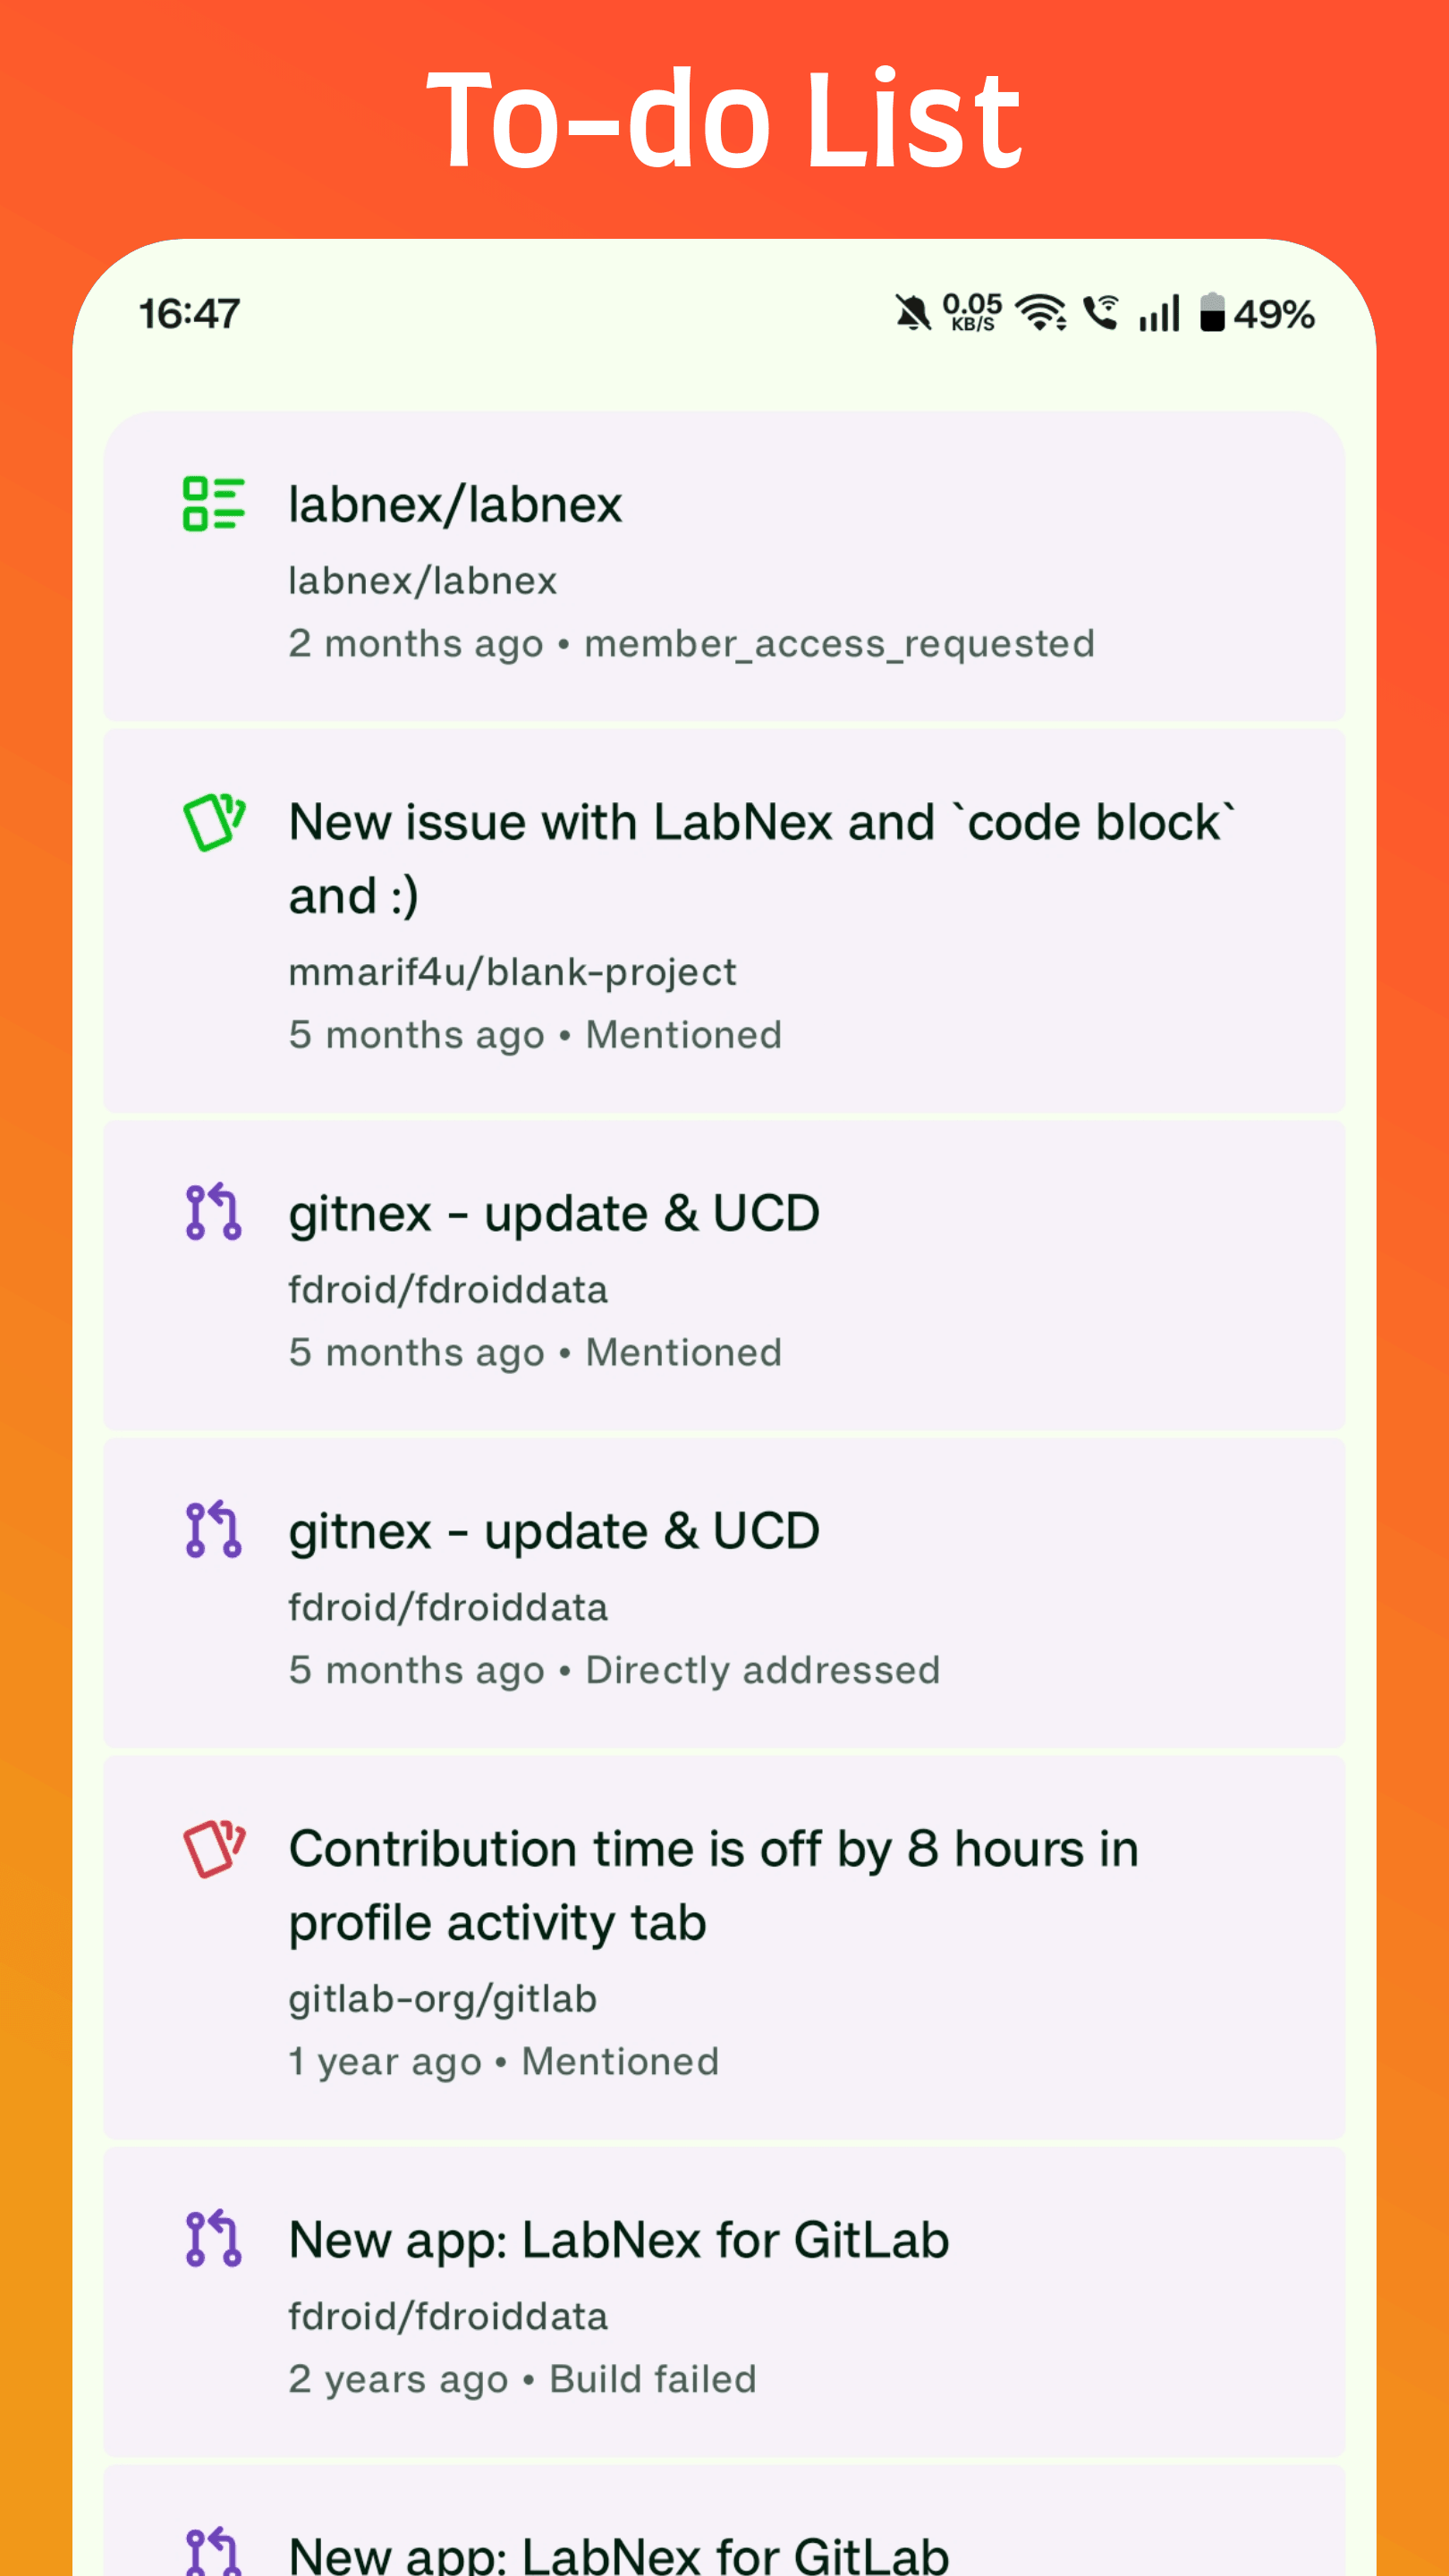 To-do List
16:47
0.05
KB/S
49%
labnex/labnex
labnex/labnex
2 months ago • member_access_requested
New issue with LabNex and `code block`
and :)
mmarif4u/blank-project
5 months ago • Mentioned
gitnex - update & UCD
fdroid/fdroiddata
5 months ago • Mentioned
gitnex - update & UCD
fdroid/fdroiddata
5 months ago • Directly addressed
Contribution time is off by 8 hours in
profile activity tab
gitlab-org/gitlab
1 year ago • Mentioned
New app: LabNex for GitLab
fdroid/fdroiddata
2 years ago • Build failed
New app: LabNex for GitLab